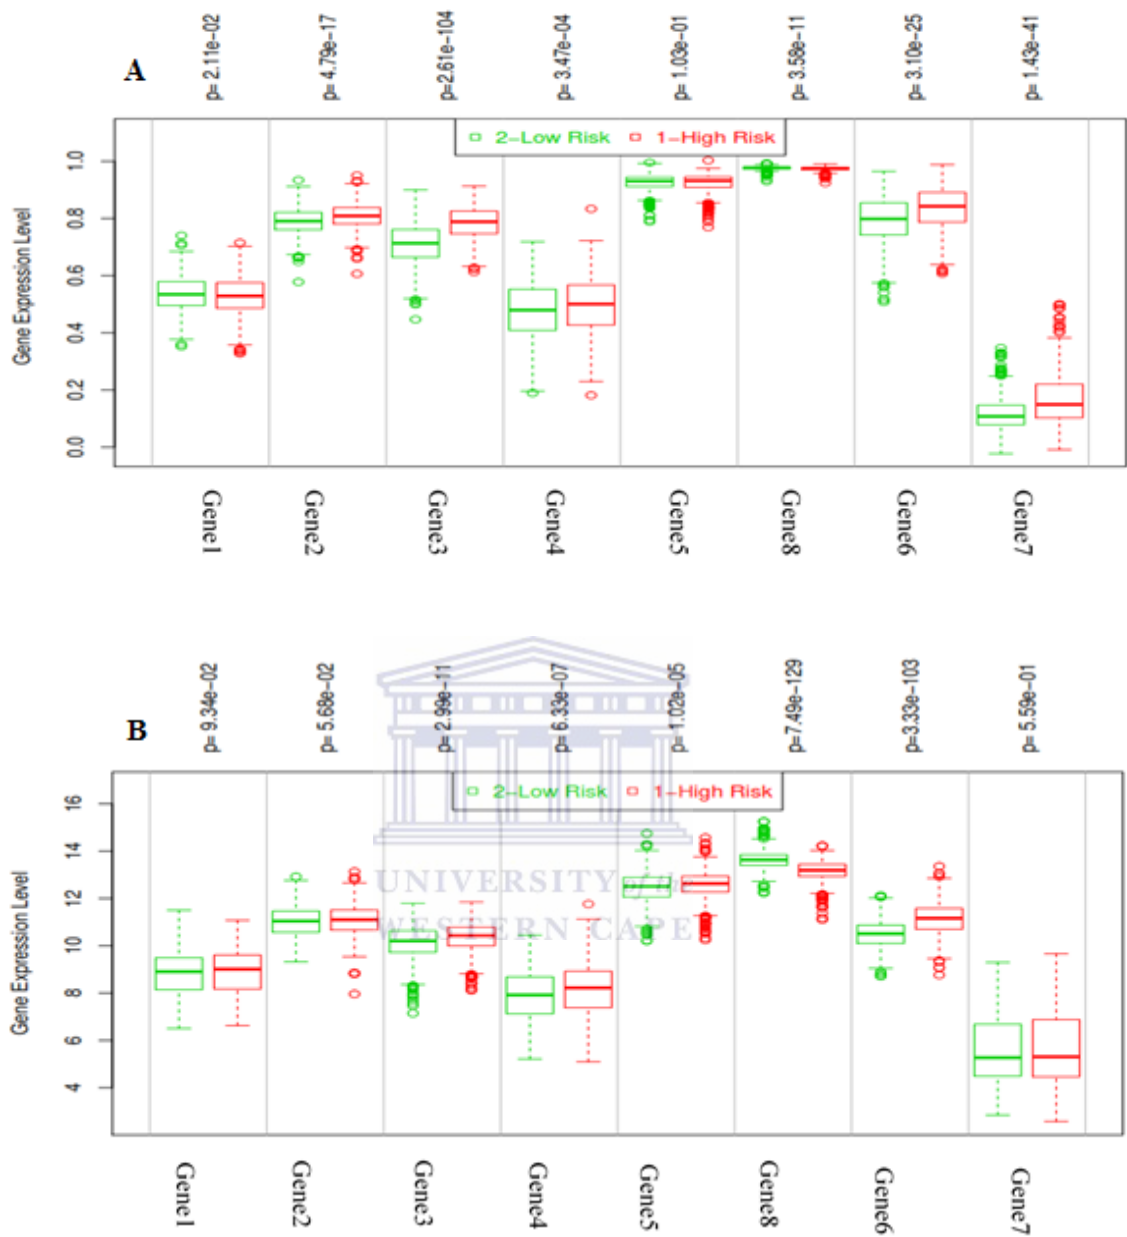 A
p= 2.11e-02
p= 4.79e-17
p=2.61e-104
p= 3.47e-04
p= 1.03e-01
p= 3.58e-11
p= 3.10e-25
p= 1.43e-41
2-Low Risk 1-High Risk
Gene Expression Level
1.0
0.8
0.6
0.4
0.2
0.0
Gene1
Gene2
Gene3
Gene4
Gene5
Gene8
Gene6
Gene7
B
p= 9.34e-02
p= 5.68e-02
p= 2.99e-11
p= 6.33e-07
p= 1.02e-05
p=7.49e-129
p=3.33e-103
p= 5.59e-01
2-Low Risk 1-High Risk
Gene Expression Level
16
14
12
10
8
6
4
UNIVERSITY of the
WESTERN CAPE
Gene1
Gene2
Gene3
Gene4
Gene5
Gene8
Gene6
Gene7